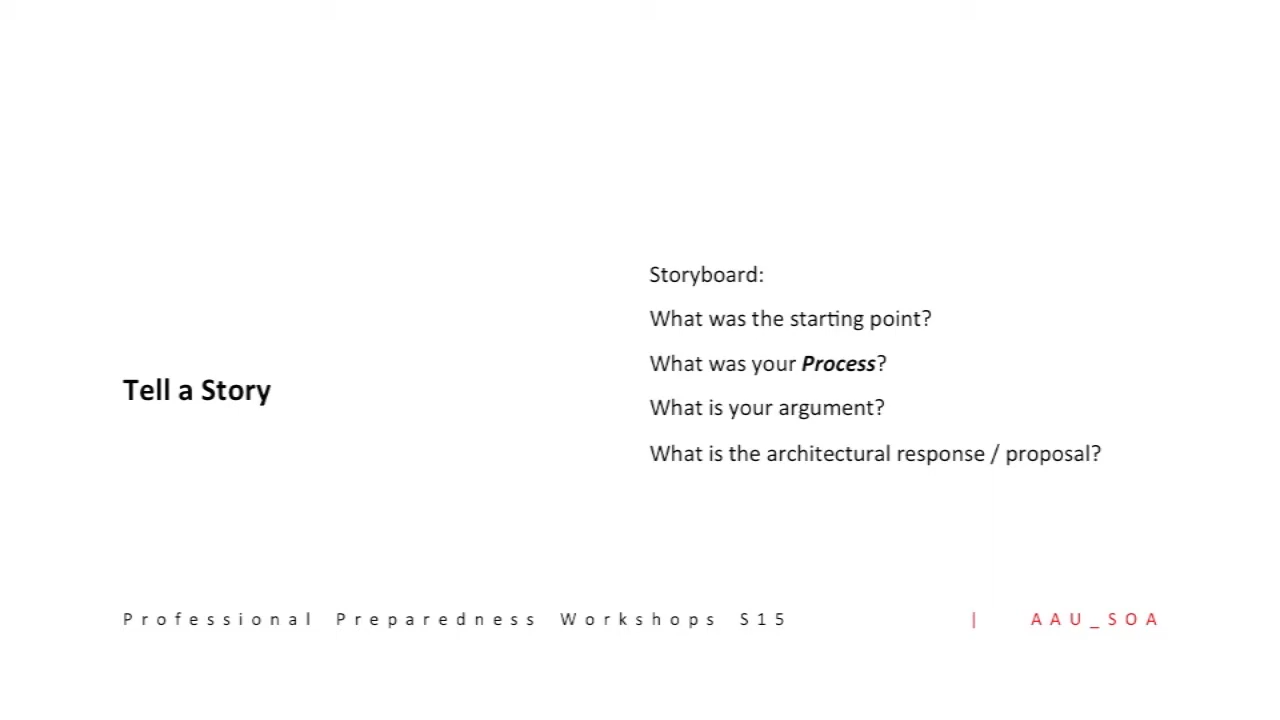 Tell a Story
Storyboard:
What was the starting point?
What was your Process?
What is your argument?
What is the architectural response / proposal?
Professional Preparedness Workshops S15 | AAU_SOA